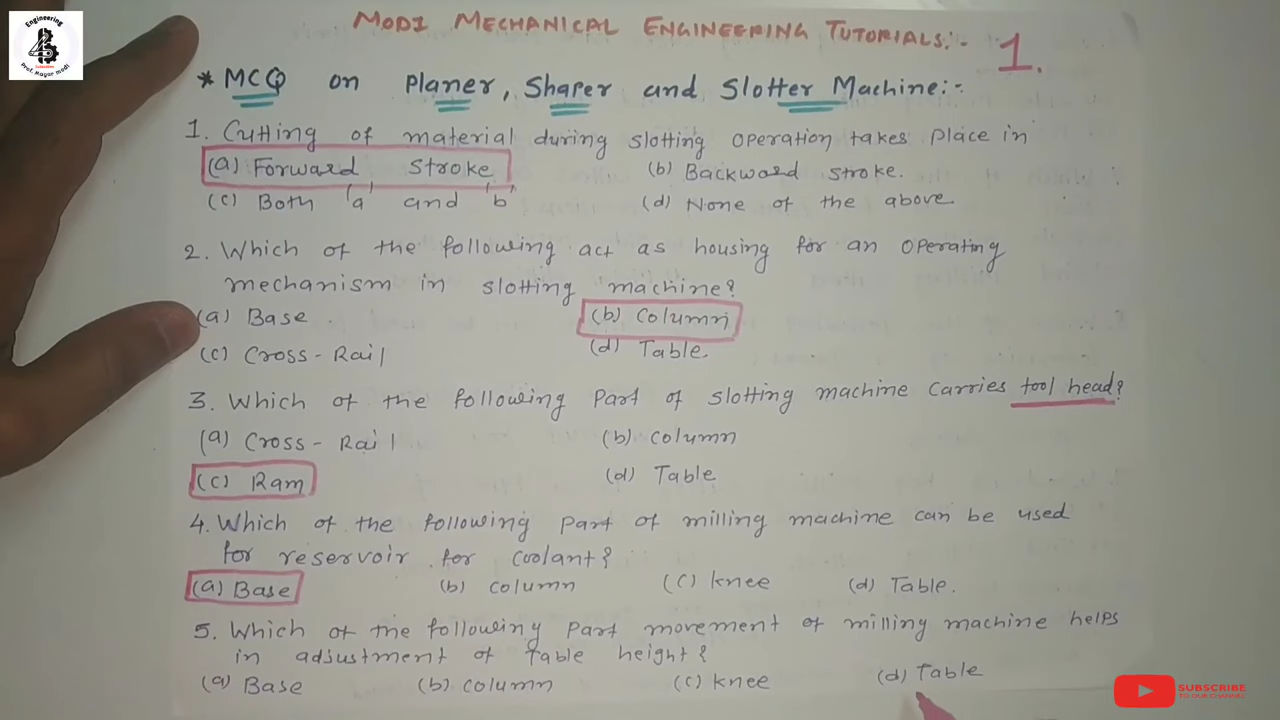 Engineering
Subscribe
Prof. Mayur modi
MODI MECHANICAL ENGINEERING TUTORIALS:- 1.
* MCQ on Planer, Shaper and Slotter Machine:-
1. Cutting of material during slotting operation takes place in
(a) Forward Stroke (b) Backward stroke.
(c) Both 'a' and 'b' (d) None of the above
2. Which of the following act as housing for an operating
mechanism in slotting machine?
(a) Base (b) Column
(c) Cross-Rail (d) Table
3. Which of the following part of slotting machine carries tool head?
(a) Cross-Rail (b) column
(c) Ram (d) Table
4. Which of the following part of milling machine can be used
for reservoir for coolant?
(a) Base (b) column (c) knee (d) Table.
5. Which of the following part movement of milling machine helps
in adjustment of table height?
(a) Base (b) column (c) knee (d) Table
SUBSCRIBE
TO OUR CHANNEL